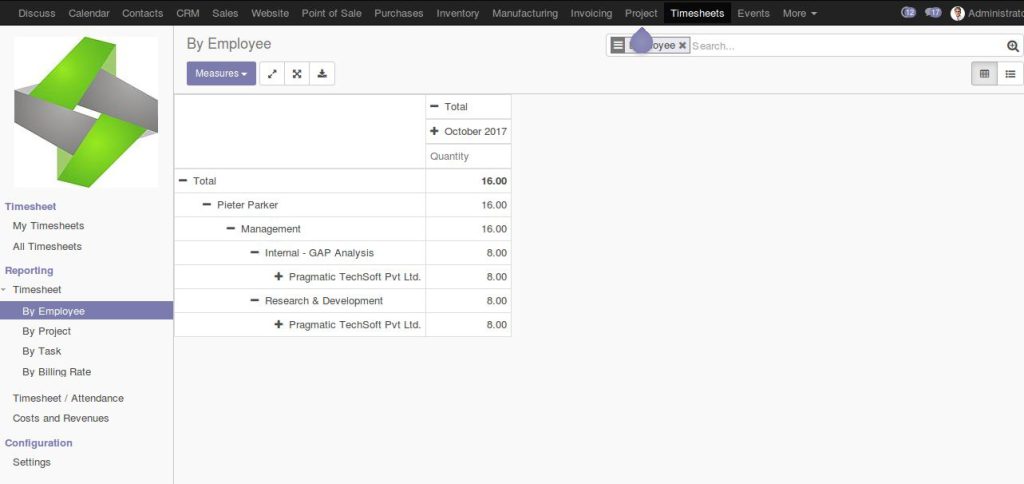 Discuss Calendar Contacts CRM Sales Website Point of Sale Purchases Inventory Manufacturing Invoicing Project Timesheets Events More 12 17 Administrato
By Employee
Search...
Measures
Timesheet
My Timesheets
All Timesheets
Reporting
Timesheet
By Employee
By Project
By Task
By Billing Rate
Timesheet / Attendance
Costs and Revenues
Configuration
Settings
Total
October 2017
Quantity
Total 16.00
Pieter Parker 16.00
Management 16.00
Internal - GAP Analysis 8.00
Pragmatic TechSoft Pvt Ltd. 8.00
Research & Development 8.00
Pragmatic TechSoft Pvt Ltd. 8.00